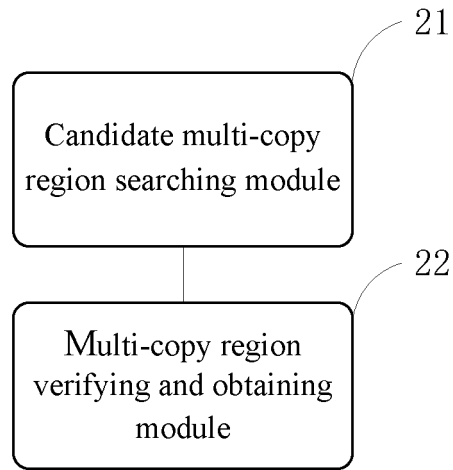 21
Candidate multi-copy
region searching module
22
Multi-copy region
verifying and obtaining
module